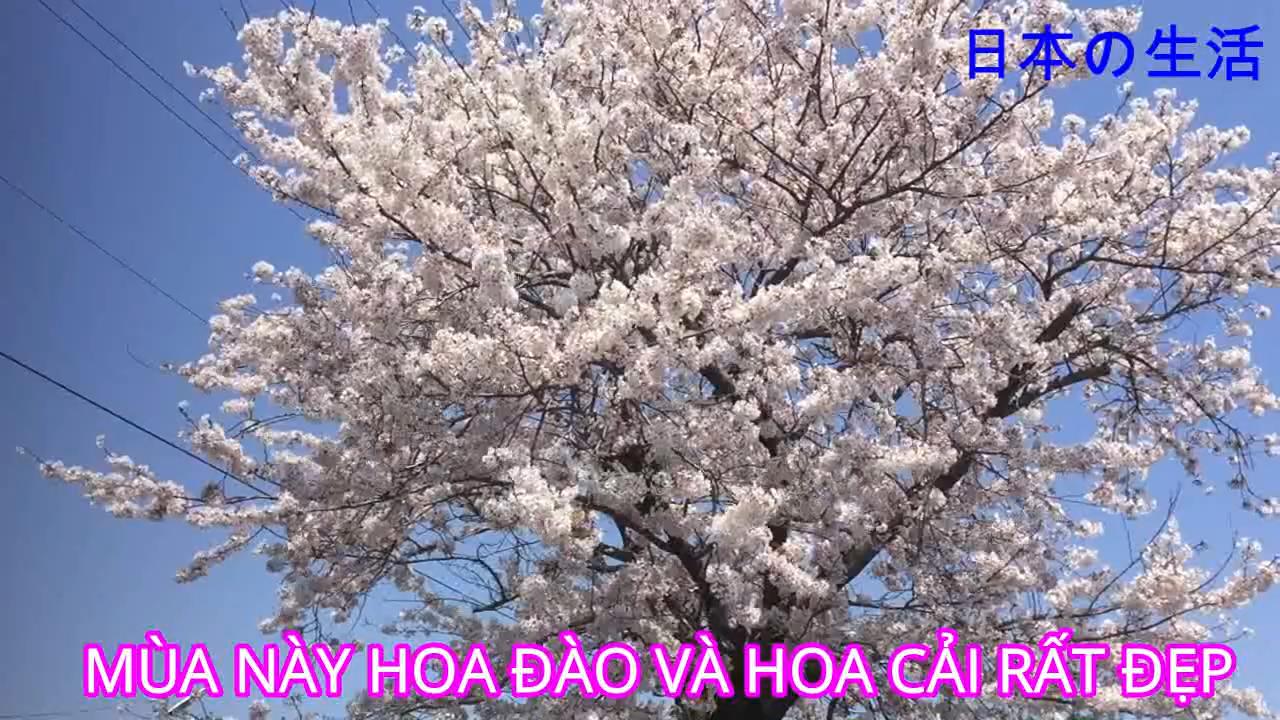 日本の生活
MÙA NÀY HOA ĐÀO VÀ HOA CẢI RẤT ĐẸP